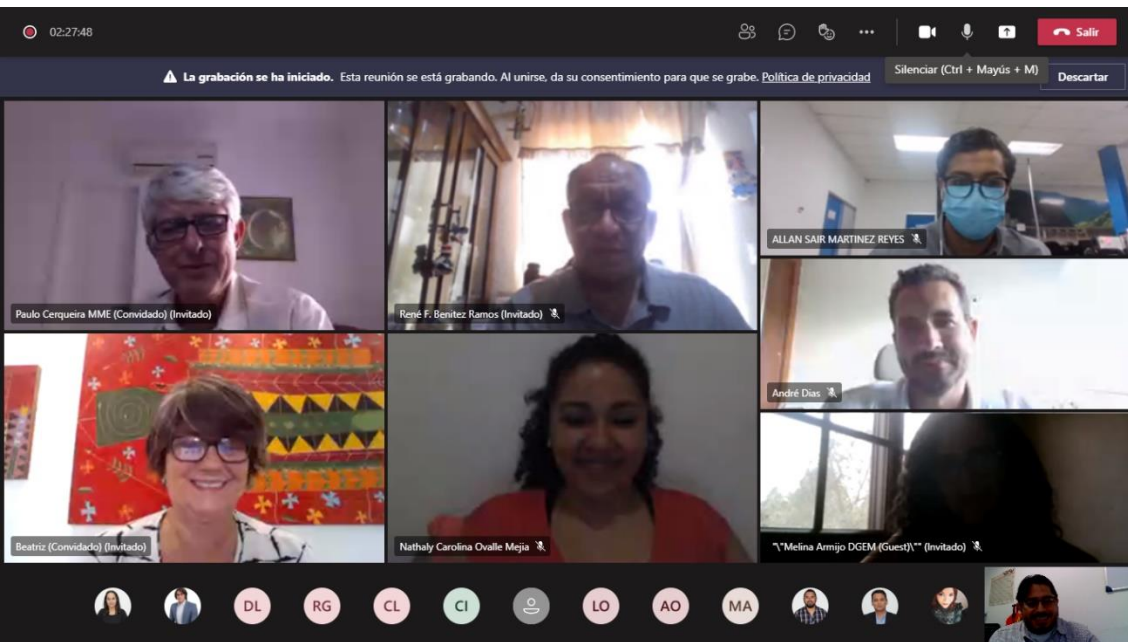 02:27:48
Salir
La grabación se ha iniciado. Esta reunión se está grabando. Al unirse, da su consentimiento para que se grabe. Política de privacidad
Silenciar (Ctrl + Mayús + M)
Descartar
Paulo Cerqueira MME (Convidado) (Invitado)
René F. Benitez Ramos (Invitado)
ALLAN SAIR MARTINEZ REYES
André Dias
Beatriz (Convidado) (Invitado)
Nathaly Carolina Ovalle Mejia
"\"Melina Armijo DGEM (Guest)\"" (Invitado)
DL
RG
CL
CI
LO
AO
MA